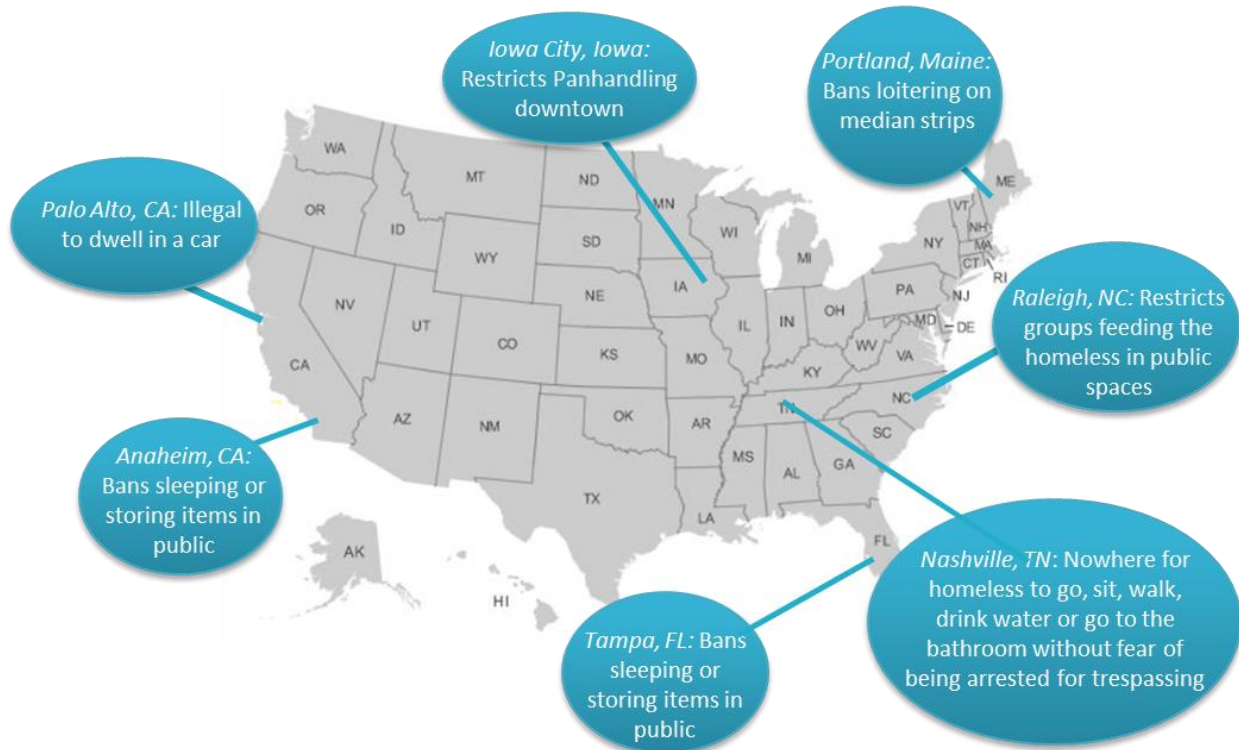 Iowa City, Iowa:
Restricts Panhandling
downtown
Portland, Maine:
Bans loitering on
median strips
Palo Alto, CA: Illegal
to dwell in a car
Raleigh, NC: Restricts
groups feeding the
homeless in public
spaces
Anaheim, CA:
Bans sleeping or
storing items in
public
Tampa, FL: Bans
sleeping or
storing items in
public
Nashville, TN: Nowhere for
homeless to go, sit, walk,
drink water or go to the
bathroom without fear of
being arrested for trespassing
WA
MT
ND
MN
ME
VT
NH
OR
ID
SD
WI
NY
MA
WY
MI
CT
RI
IA
NE
PA
NJ
NV
UT
OH
IL
IN
MD
DE
CO
WV
VA
CA
KS
MO
KY
NC
TN
AZ
NM
OK
AR
SC
MS
AL
GA
TX
LA
FL
AK
HI